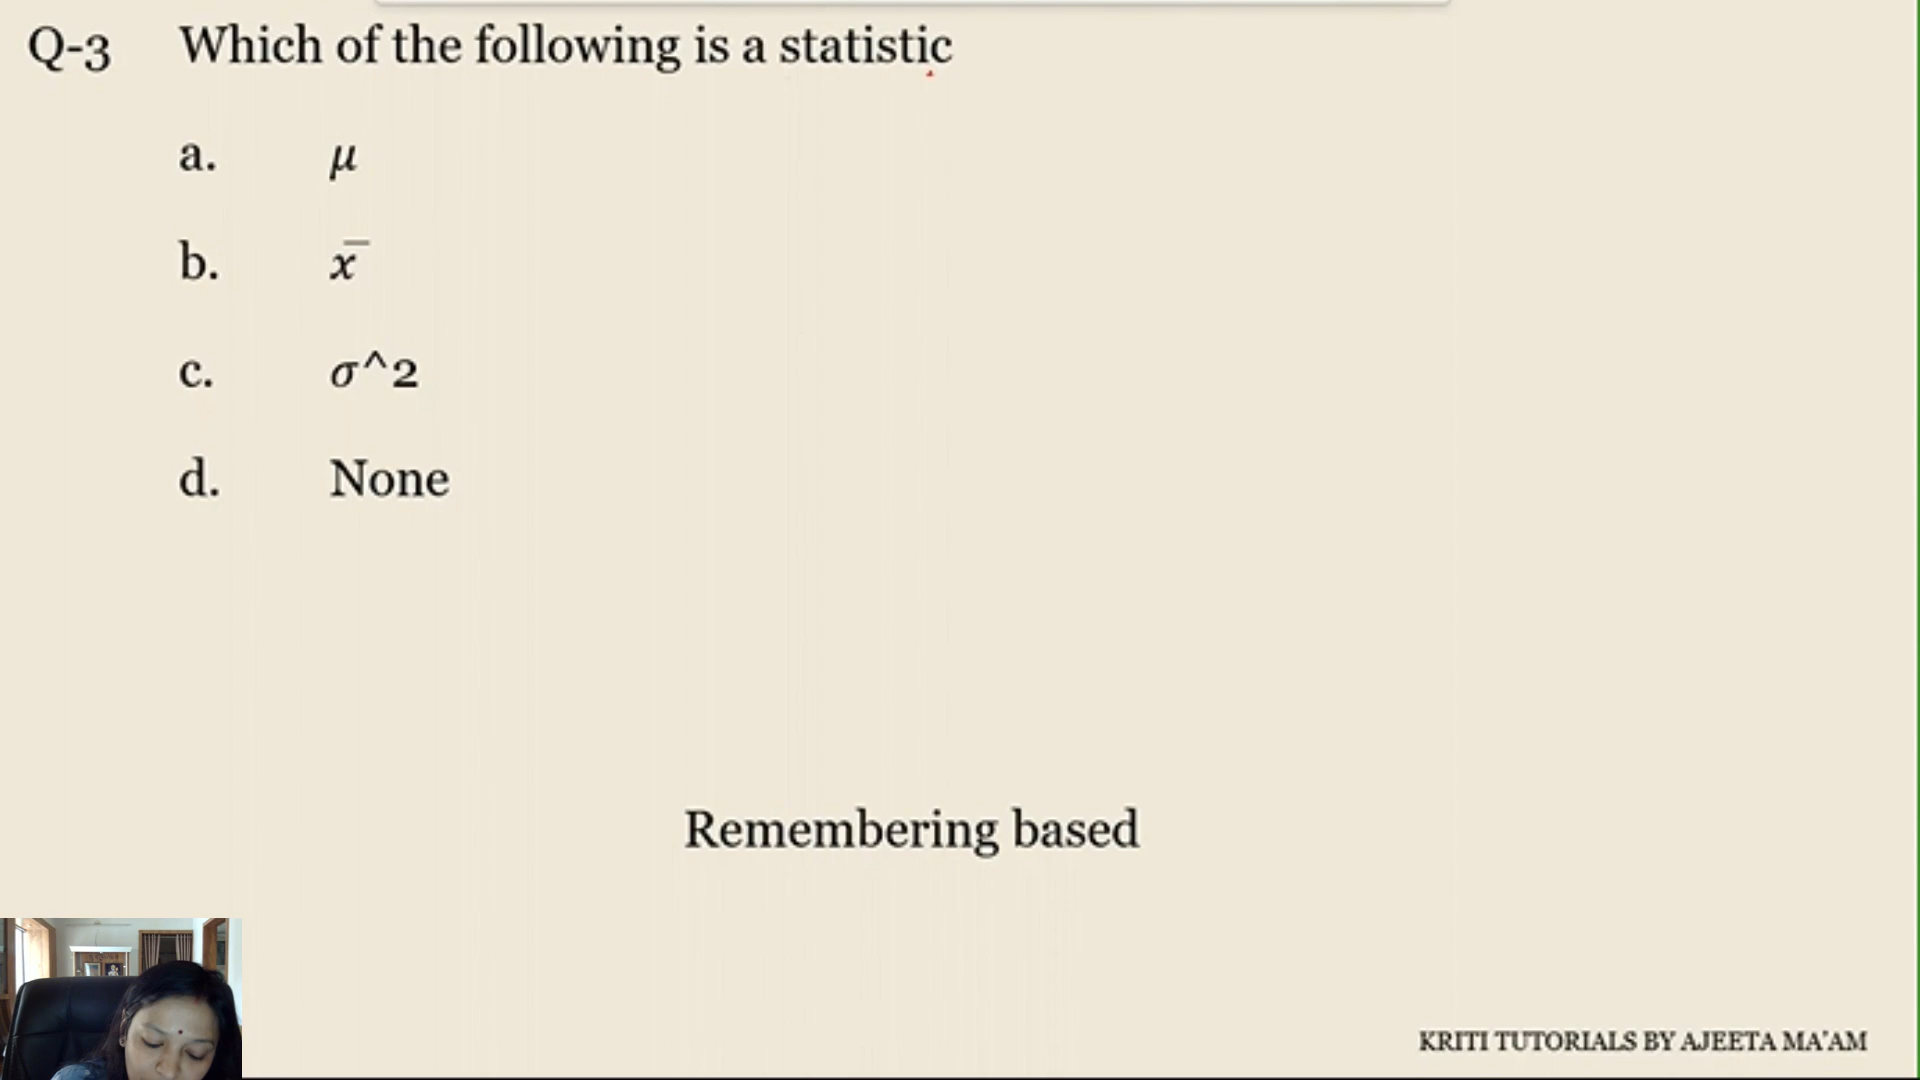 Q-3 Which of the following is a statistic
a. μ
b. x̄
c. σ^2
d. None
Remembering based
KRITI TUTORIALS BY AJEETA MA'AM